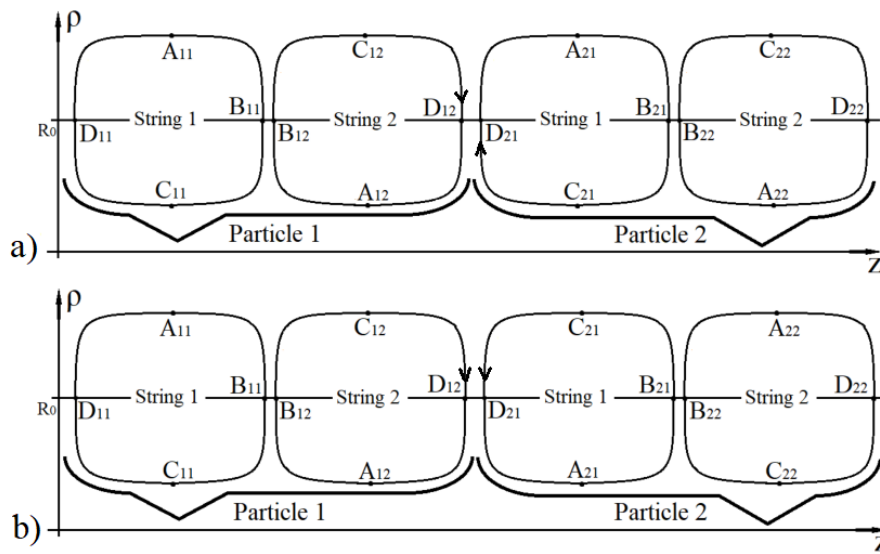 ρ
A11 C12 A21 C22
R0 D11 String 1 B11 B12 String 2 D12 D21 String 1 B21 B22 String 2 D22
C11 A12 C21 A22
Particle 1 Particle 2
a) z
ρ
A11 C12 C21 A22
R0 D11 String 1 B11 B12 String 2 D12 D21 String 1 B21 B22 String 2 D22
C11 A12 A21 C22
Particle 1 Particle 2
b) z